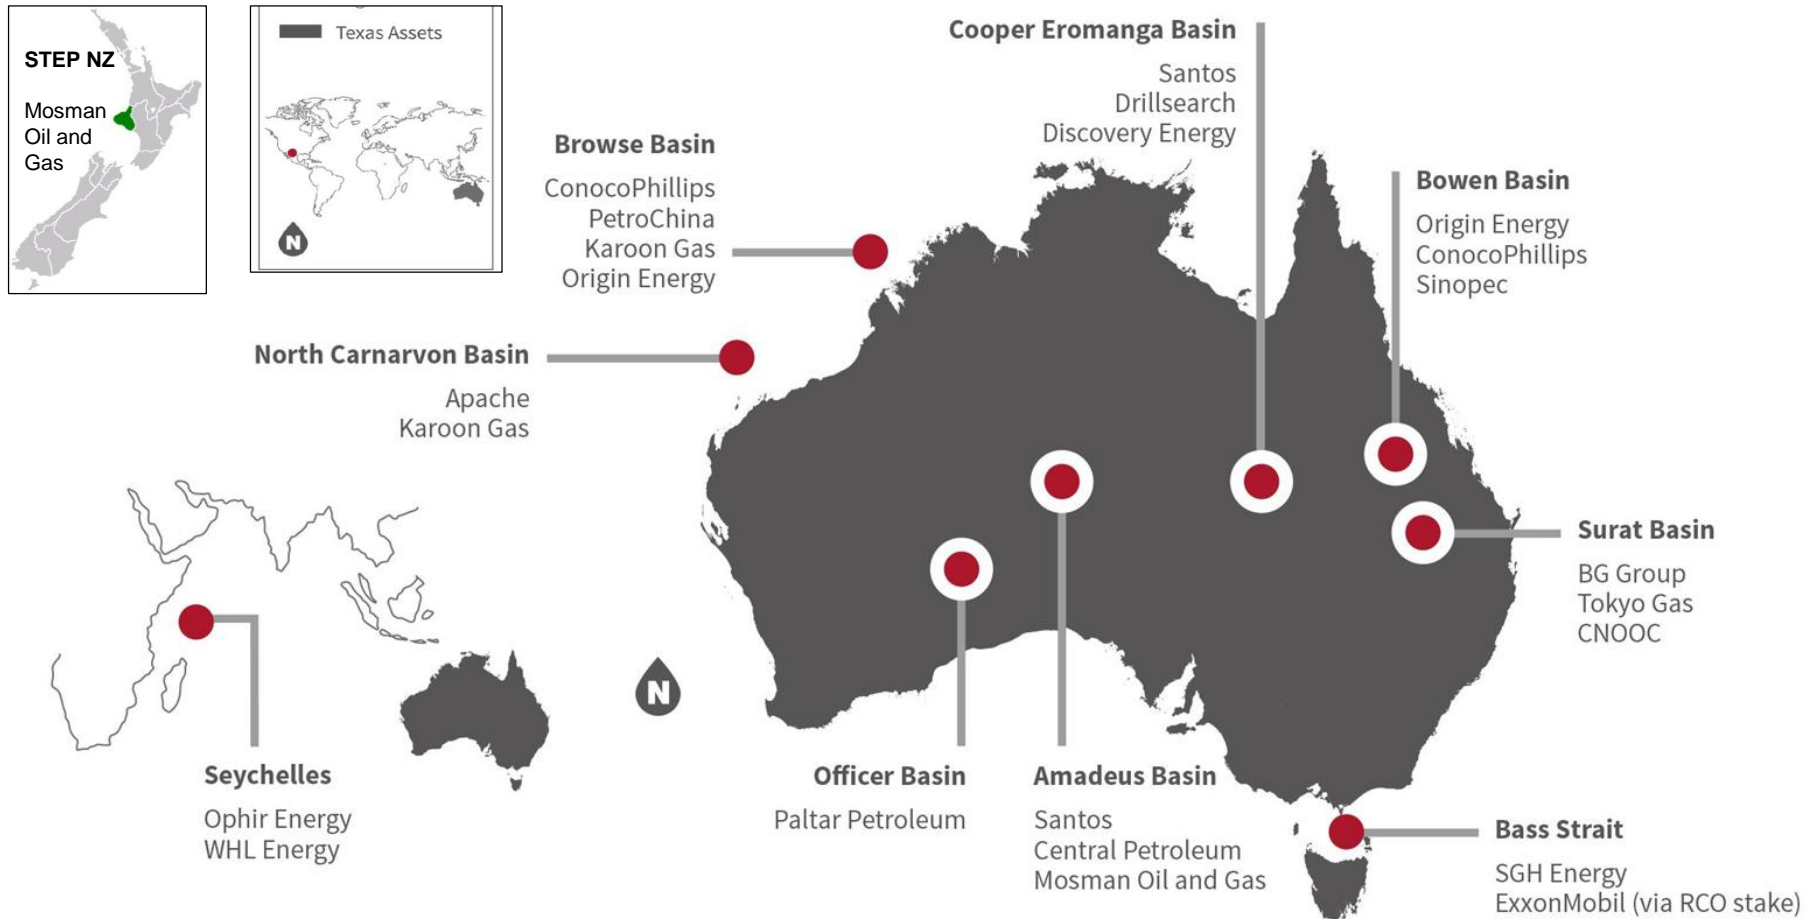 STEP NZ
Mosman
Oil and
Gas
Texas Assets
N
Cooper Eromanga Basin
Santos
Drillsearch
Discovery Energy
Browse Basin
ConocoPhillips
PetroChina
Karoon Gas
Origin Energy
Bowen Basin
Origin Energy
ConocoPhillips
Sinopec
North Carnarvon Basin
Apache
Karoon Gas
Surat Basin
BG Group
Tokyo Gas
CNOOC
N
Seychelles
Ophir Energy
WHL Energy
Officer Basin
Paltar Petroleum
Amadeus Basin
Santos
Central Petroleum
Mosman Oil and Gas
Bass Strait
SGH Energy
ExxonMobil (via RCO stake)